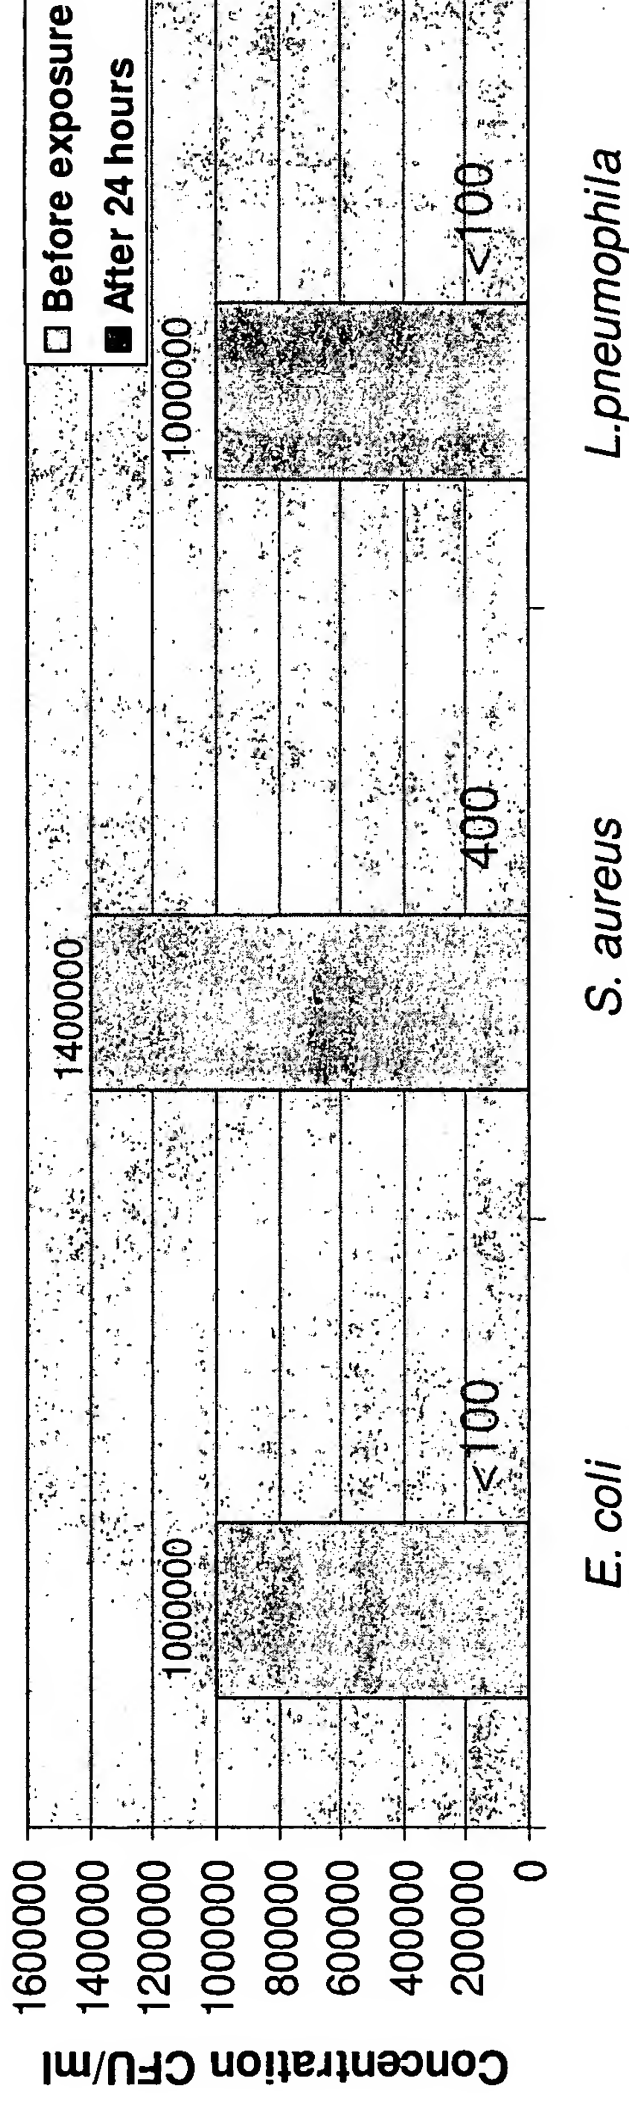 Concentration CFU/ml
1600000
1400000
1200000
1000000
800000
600000
400000
200000
0
Before exposure
After 24 hours
1000000
<100
1400000
400
1000000
<100
E. coli
S. aureus
L.pneumophila